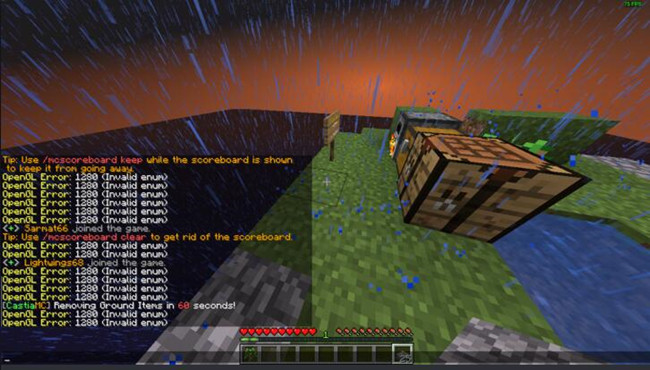 Tip: Use /mcscoreboard keep while the scoreboard is shown
to keep it from going away.
OpenGL Error: 1280 (Invalid enum)
OpenGL Error: 1280 (Invalid enum)
OpenGL Error: 1280 (Invalid enum)
OpenGL Error: 1280 (Invalid enum)
OpenGL Error: 1280 (Invalid enum)
<+> Sarmat66 joined the game.
Tip: Use /mcscoreboard clear to get rid of the scoreboard.
OpenGL Error: 1280 (Invalid enum)
OpenGL Error: 1280 (Invalid enum)
<+> Lightwings68 joined the game.
OpenGL Error: 1280 (Invalid enum)
OpenGL Error: 1280 (Invalid enum)
OpenGL Error: 1280 (Invalid enum)
OpenGL Error: 1280 (Invalid enum)
[CastiaMC] Removing Ground Items in 60 seconds!
OpenGL Error: 1280 (Invalid enum)
OpenGL Error: 1280 (Invalid enum)
1